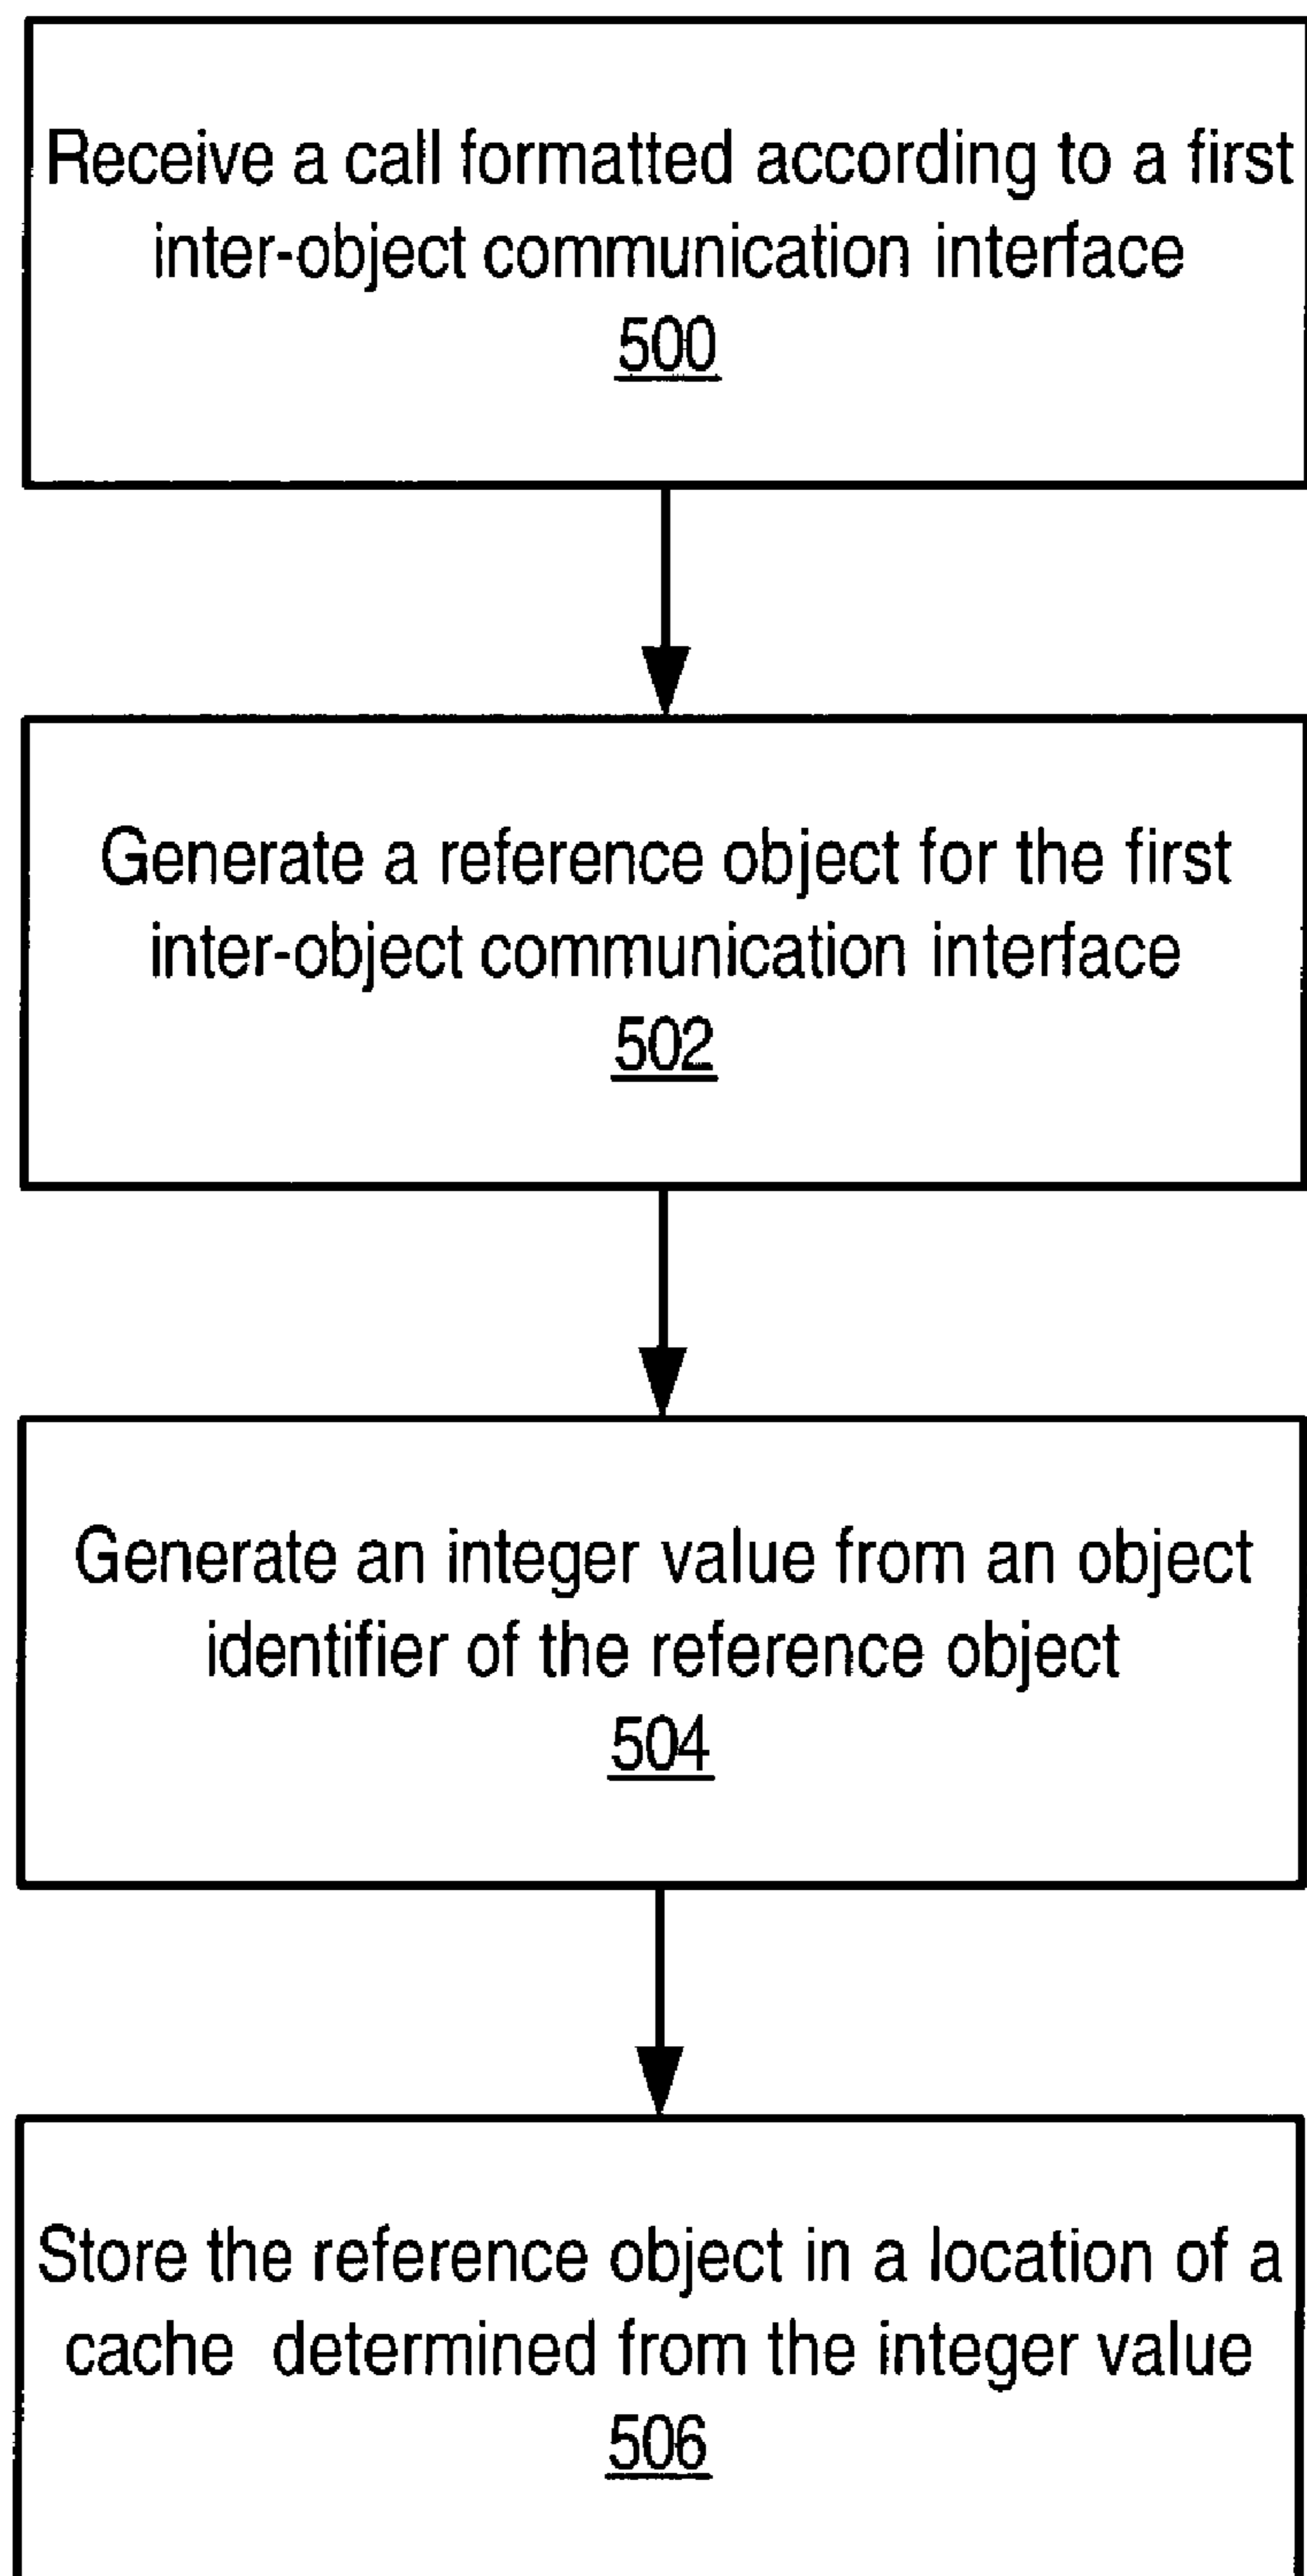 Receive a call formatted according to a first
inter-object communication interface
500
Generate a reference object for the first
inter-object communication interface
502
Generate an integer value from an object
identifier of the reference object
504
Store the reference object in a location of a
cache determined from the integer value
506